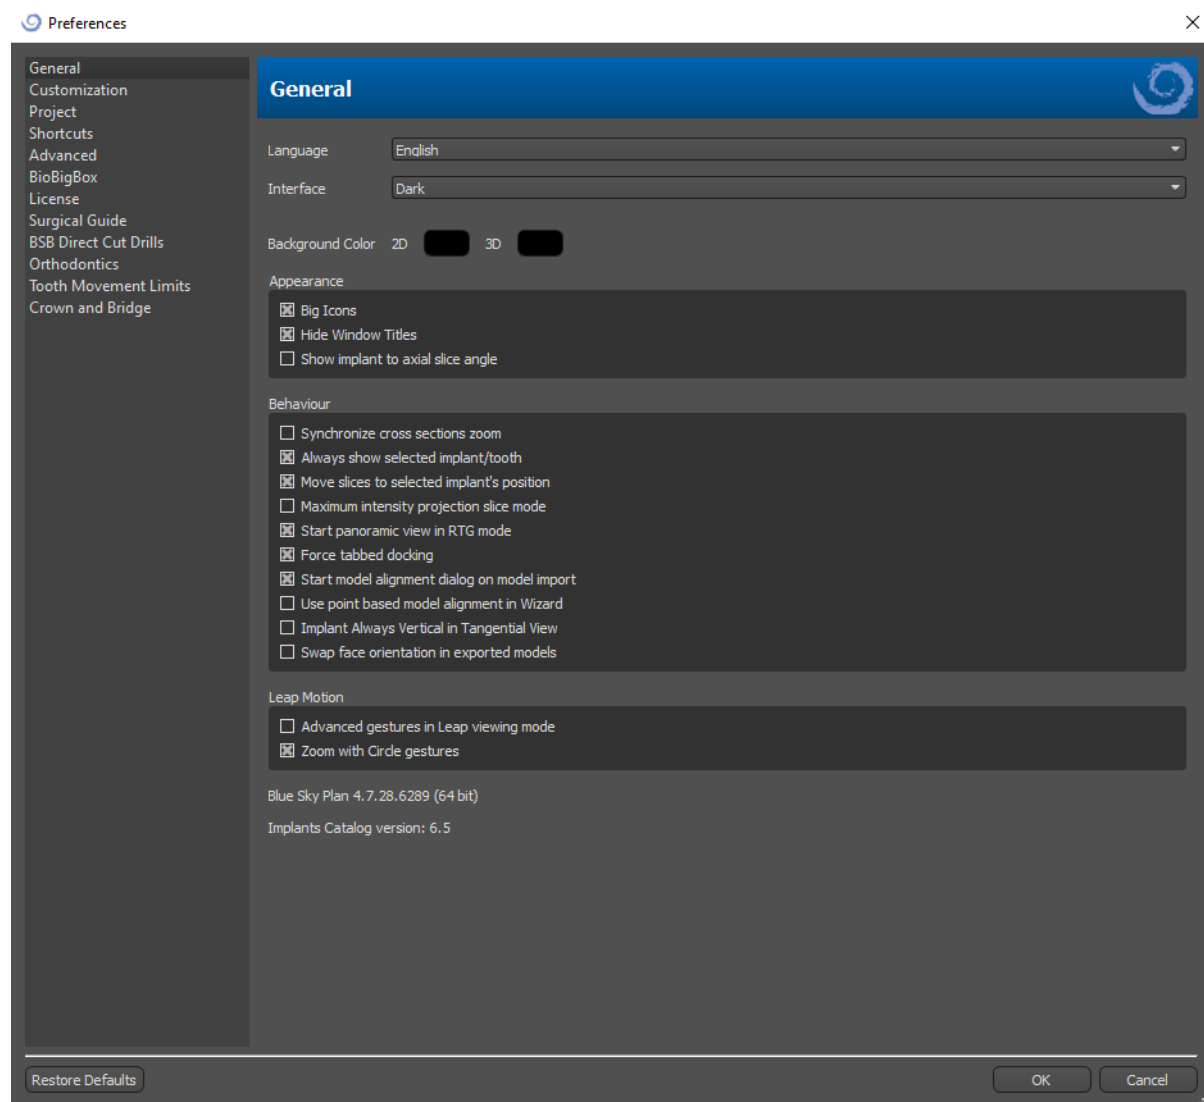 Preferences
General
Customization
Project
Shortcuts
Advanced
BioBigBox
License
Surgical Guide
BSB Direct Cut Drills
Orthodontics
Tooth Movement Limits
Crown and Bridge
General
Language English
Interface Dark
Background Color 2D 3D
Appearance
Big Icons
Hide Window Titles
Show implant to axial slice angle
Behaviour
Synchronize cross sections zoom
Always show selected implant/tooth
Move slices to selected implant's position
Maximum intensity projection slice mode
Start panoramic view in RTG mode
Force tabbed docking
Start model alignment dialog on model import
Use point based model alignment in Wizard
Implant Always Vertical in Tangential View
Swap face orientation in exported models
Leap Motion
Advanced gestures in Leap viewing mode
Zoom with Circle gestures
Blue Sky Plan 4.7.28.6289 (64 bit)
Implants Catalog version: 6.5
Restore Defaults OK Cancel